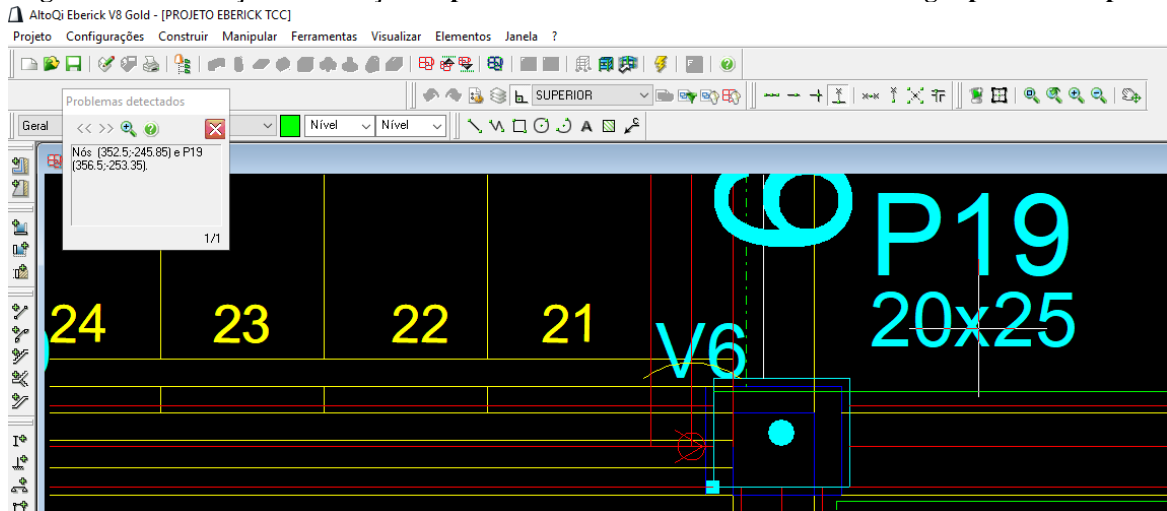 AltoQi Eberick V8 Gold - [PROJETO EBERICK TCC]
Projeto Configurações Construir Manipular Ferramentas Visualizar Elementos Janela ?
SUPERIOR
Problemas detectados
Geral
<< >>
Nível
Nível
A
Nós (352.5;-245.85) e P19
(356.5;-253.35).
1/1
6
P19
20x25
24
23
22
21
V6